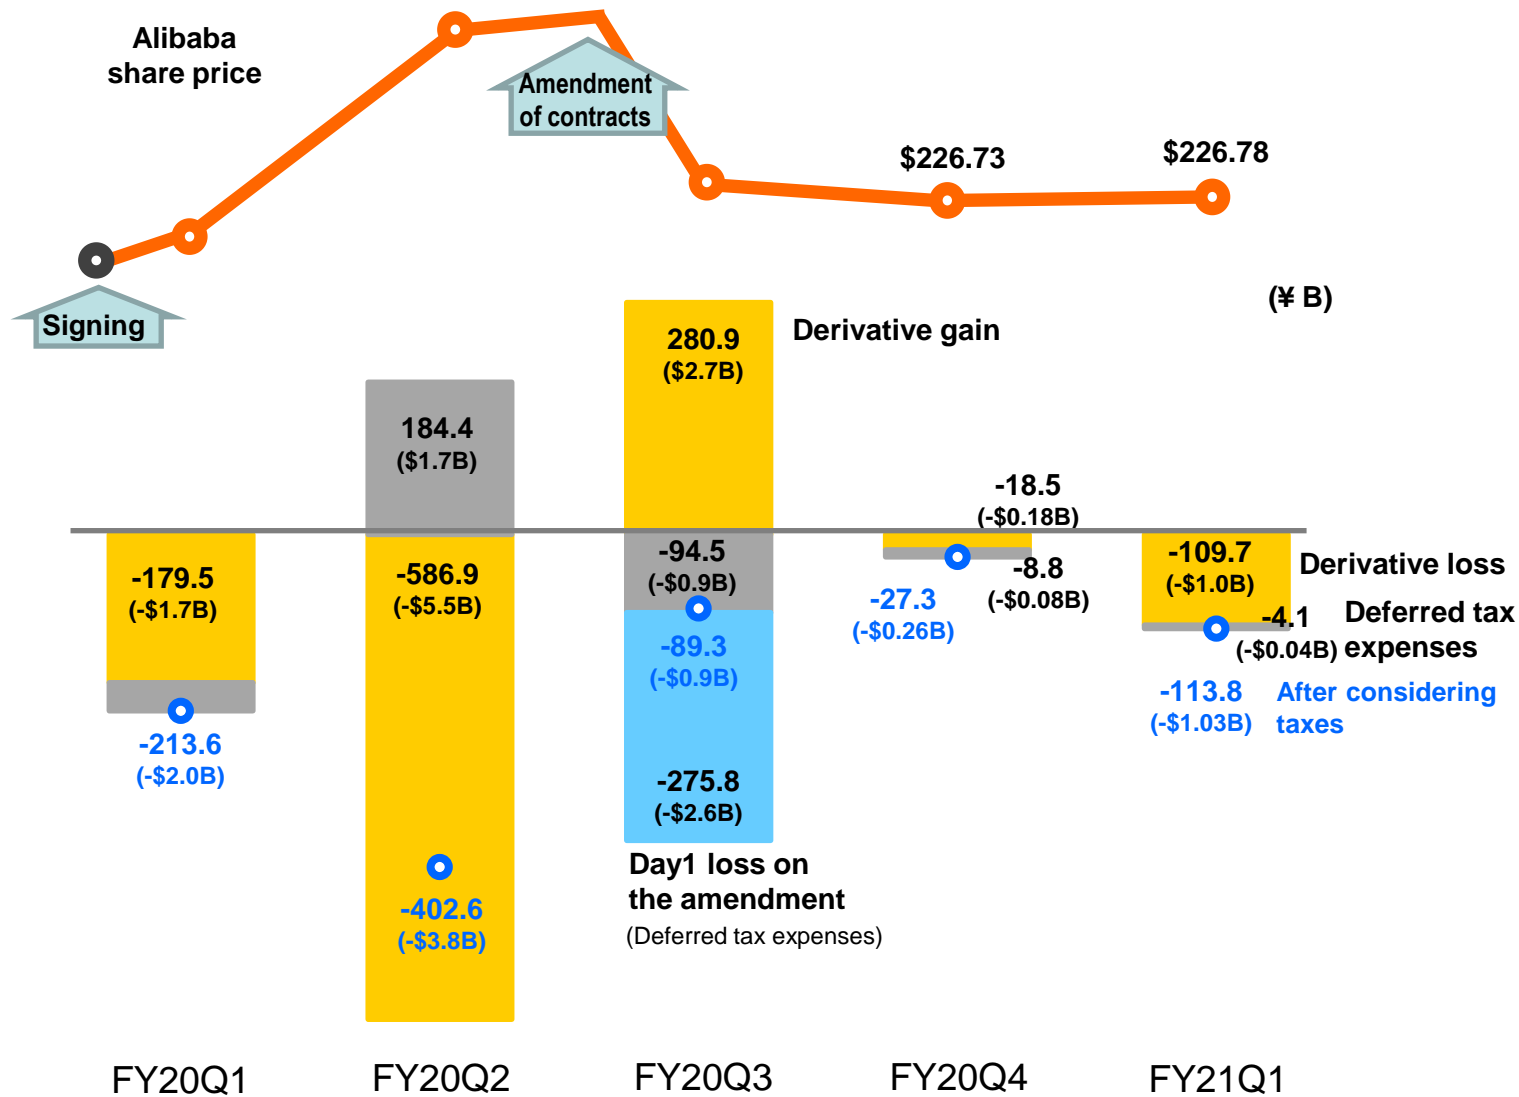 Alibaba
share price
Amendment
of contracts
$226.73
$226.78
Signing
(¥ B)
280.9
($2.7B)
Derivative gain
184.4
($1.7B)
-18.5
(-$0.18B)
-179.5
(-$1.7B)
-586.9
(-$5.5B)
-94.5
(-$0.9B)
-8.8
(-$0.08B)
-109.7
(-$1.0B)
Derivative loss
-27.3
(-$0.26B)
-4.1
(-$0.04B)
Deferred tax
expenses
-89.3
(-$0.9B)
-113.8
(-$1.03B)
After considering
taxes
-213.6
(-$2.0B)
-275.8
(-$2.6B)
Day1 loss on
the amendment
(Deferred tax expenses)
-402.6
(-$3.8B)
FY20Q1
FY20Q2
FY20Q3
FY20Q4
FY21Q1